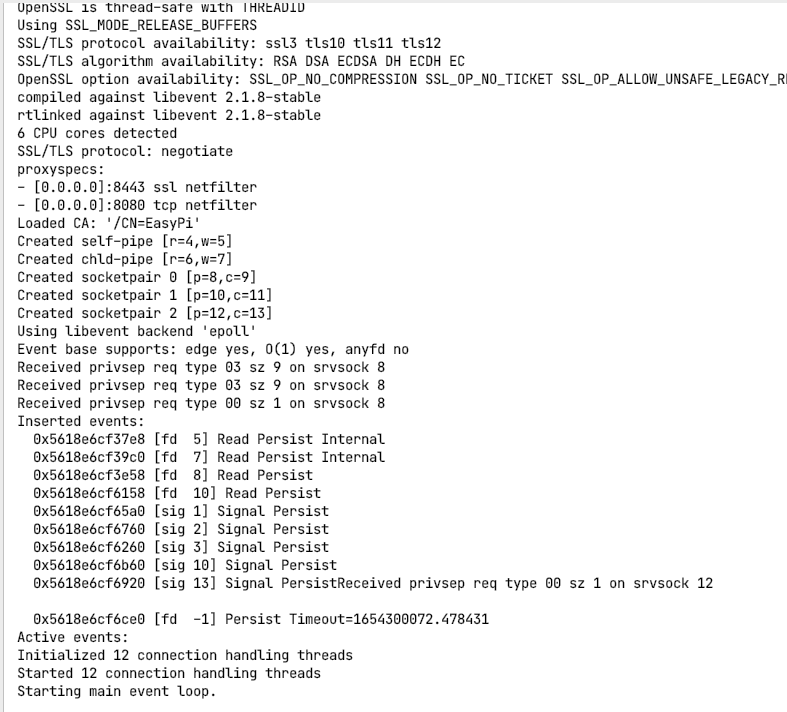 OpenSSL is thread-safe with THREADID
Using SSL_MODE_RELEASE_BUFFERS
SSL/TLS protocol availability: ssl3 tls10 tls11 tls12
SSL/TLS algorithm availability: RSA DSA ECDSA DH ECDH EC
OpenSSL option availability: SSL_OP_NO_COMPRESSION SSL_OP_NO_TICKET SSL_OP_ALLOW_UNSAFE_LEGACY_R
compiled against libevent 2.1.8-stable
rtlinked against libevent 2.1.8-stable
6 CPU cores detected
SSL/TLS protocol: negotiate
proxyspecs:
- [0.0.0.0]:8443 ssl netfilter
- [0.0.0.0]:8080 tcp netfilter
Loaded CA: '/CN=EasyPi'
Created self-pipe [r=4,w=5]
Created chld-pipe [r=6,w=7]
Created socketpair 0 [p=8,c=9]
Created socketpair 1 [p=10,c=11]
Created socketpair 2 [p=12,c=13]
Using libevent backend 'epoll'
Event base supports: edge yes, O(1) yes, anyfd no
Received privsep req type 03 sz 9 on srvsock 8
Received privsep req type 03 sz 9 on srvsock 8
Received privsep req type 00 sz 1 on srvsock 8
Inserted events:
  0x5618e6cf37e8 [fd  5] Read Persist Internal
  0x5618e6cf39c0 [fd  7] Read Persist Internal
  0x5618e6cf3e58 [fd  8] Read Persist
  0x5618e6cf6158 [fd  10] Read Persist
  0x5618e6cf65a0 [sig 1] Signal Persist
  0x5618e6cf6760 [sig 2] Signal Persist
  0x5618e6cf6260 [sig 3] Signal Persist
  0x5618e6cf6b60 [sig 10] Signal Persist
  0x5618e6cf6920 [sig 13] Signal PersistReceived privsep req type 00 sz 1 on srvsock 12
  0x5618e6cf6ce0 [fd  -1] Persist Timeout=1654300072.478431
Active events:
Initialized 12 connection handling threads
Started 12 connection handling threads
Starting main event loop.